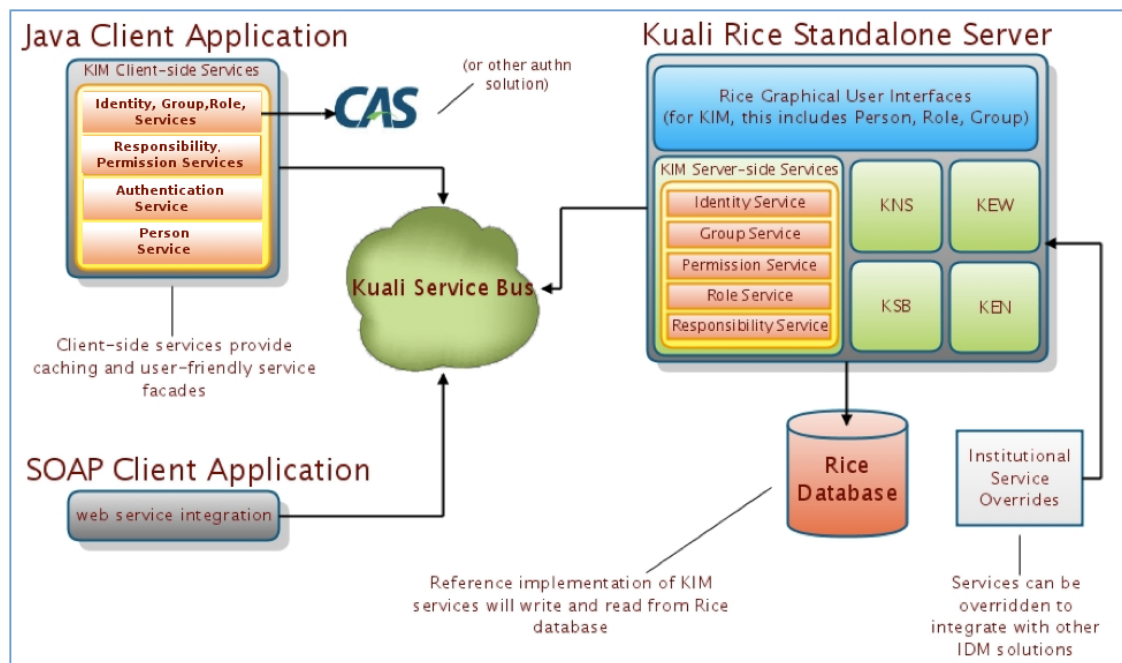 Java Client Application
KIM Client-side Services
Identity, Group,Role,
Services
Responsibility,
Permission Services
Authentication
Service
Person
Service
CAS
(or other authn
solution)
Client-side services provide
caching and user-friendly service
facades
Kuali Service Bus
SOAP Client Application
web service integration
Kuali Rice Standalone Server
Rice Graphical User Interfaces
(for KIM, this includes Person, Role, Group)
KIM Server-side Services
Identity Service
Group Service
Permission Service
Role Service
Responsibility Service
KNS
KEW
KSB
KEN
Rice
Database
Institutional
Service
Overrides
Reference implementation of KIM
services will write and read from Rice
database
Services can be
overridden to
integrate with other
IDM solutions